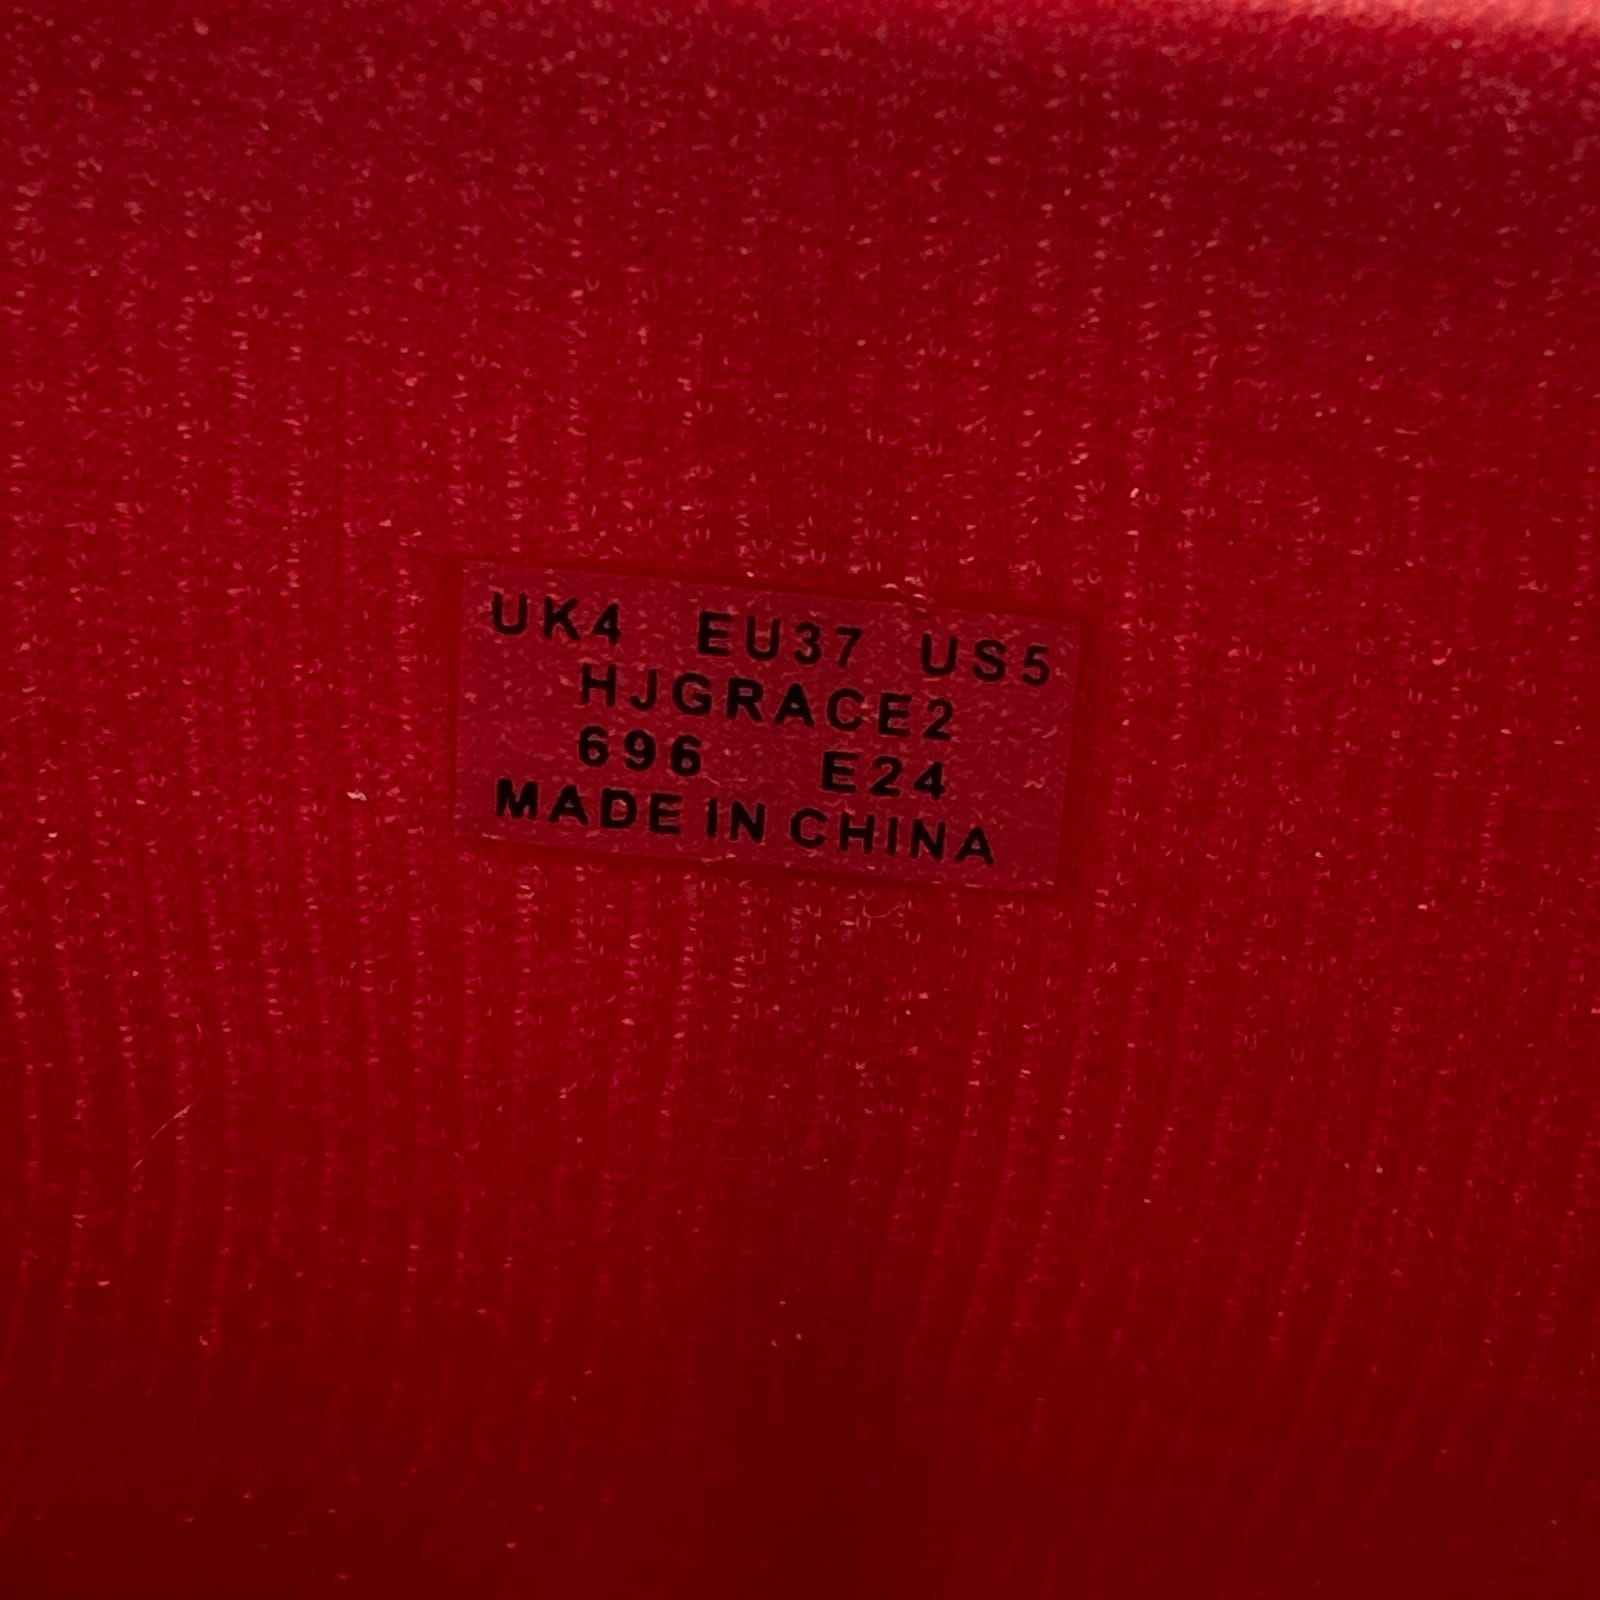 UK4 EU37 US5
HJGRACE2
696 E24
MADE IN CHINA